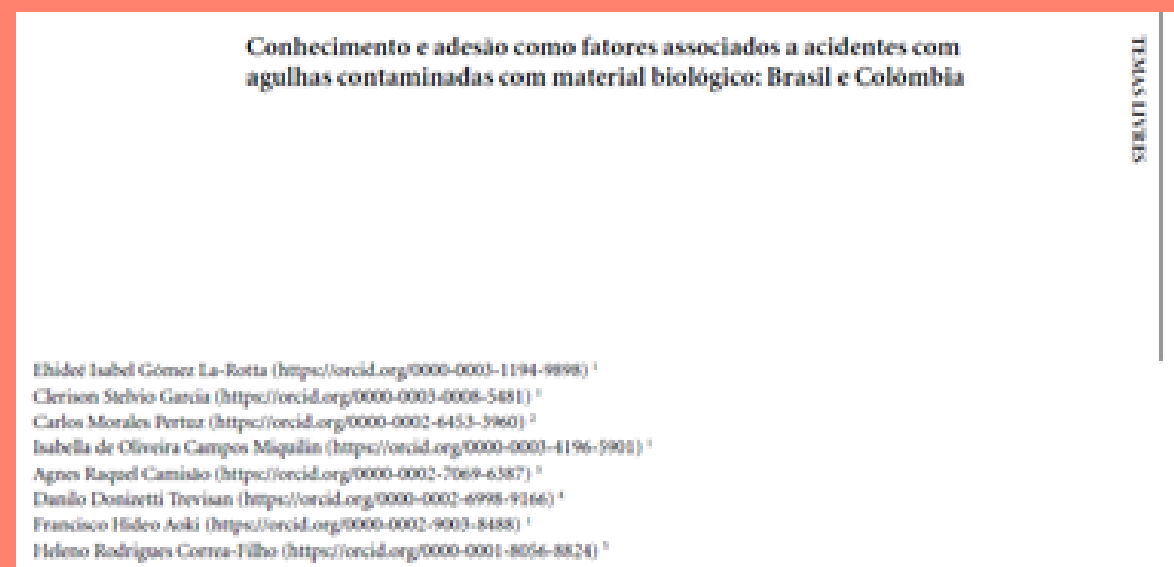 Conhecimento e adesão como fatores associados a acidentes com
agulhas contaminadas com material biológico: Brasil e Colômbia
TEMAS LIVRES
Ehideé Isabel Gómez La-Rotta (https://orcid.org/0000-0003-1194-9898) 1
Clerison Stelvio Garcia (https://orcid.org/0000-0003-0008-5481) 1
Carlos Morales Pertuz (https://orcid.org/0000-0002-6453-3960) 2
Isabella de Oliveira Campos Miquilin (https://orcid.org/0000-0003-4196-5901) 1
Agnes Raquel Camisão (https://orcid.org/0000-0002-7069-6387) 3
Danilo Donizetti Trevisan (https://orcid.org/0000-0002-6998-9166) 4
Francisco Hideo Aoki (https://orcid.org/0000-0002-9003-8488) 1
Heleno Rodrigues Correa-Filho (https://orcid.org/0000-0001-8056-8824) 5